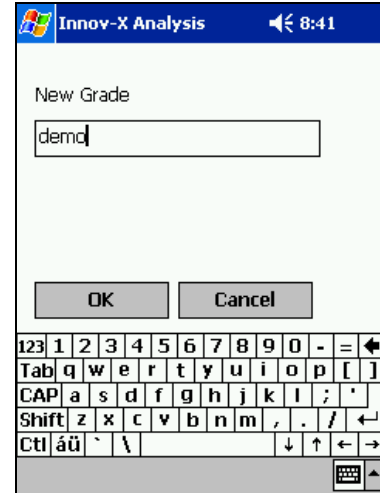 Innov-X Analysis 8:41
New Grade
demo
OK Cancel
123 1 2 3 4 5 6 7 8 9 0 - = ←
Tab q w e r t y u i o p [ ]
CAP a s d f g h j k l ; '
Shift z x c v b n m , . / ↵
Ctl áü ` \ ↓ ↑ ← →